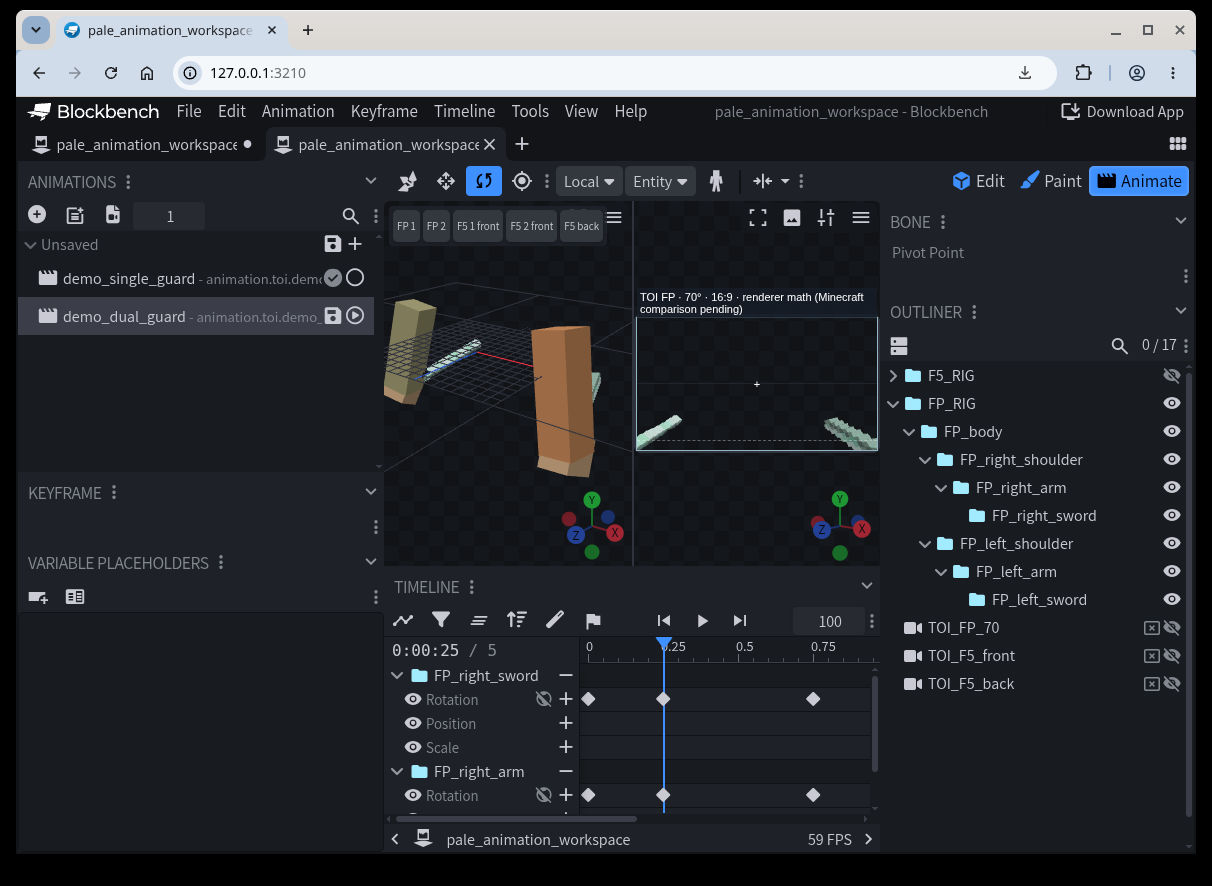 pale_animation_workspace
127.0.0.1:3210
Blockbench File Edit Animation Keyframe Timeline Tools View Help pale_animation_workspace - Blockbench Download App
pale_animation_workspace pale_animation_workspace
ANIMATIONS
1
Unsaved
demo_single_guard - animation.toi.demo
demo_dual_guard - animation.toi.demo_
KEYFRAME
VARIABLE PLACEHOLDERS
Local Entity Edit Paint Animate
FP 1 FP 2 F5 1 front F5 2 front F5 back
TOI FP · 70° · 16:9 · renderer math (Minecraft
comparison pending)
Y
Z X
Y
Z X
TIMELINE
100
0:00:25 / 5
0 0.25 0.5 0.75
FP_right_sword
Rotation
Position
Scale
FP_right_arm
Rotation
pale_animation_workspace 59 FPS
BONE
Pivot Point
OUTLINER
0 / 17
F5_RIG
FP_RIG
FP_body
FP_right_shoulder
FP_right_arm
FP_right_sword
FP_left_shoulder
FP_left_arm
FP_left_sword
TOI_FP_70
TOI_F5_front
TOI_F5_back